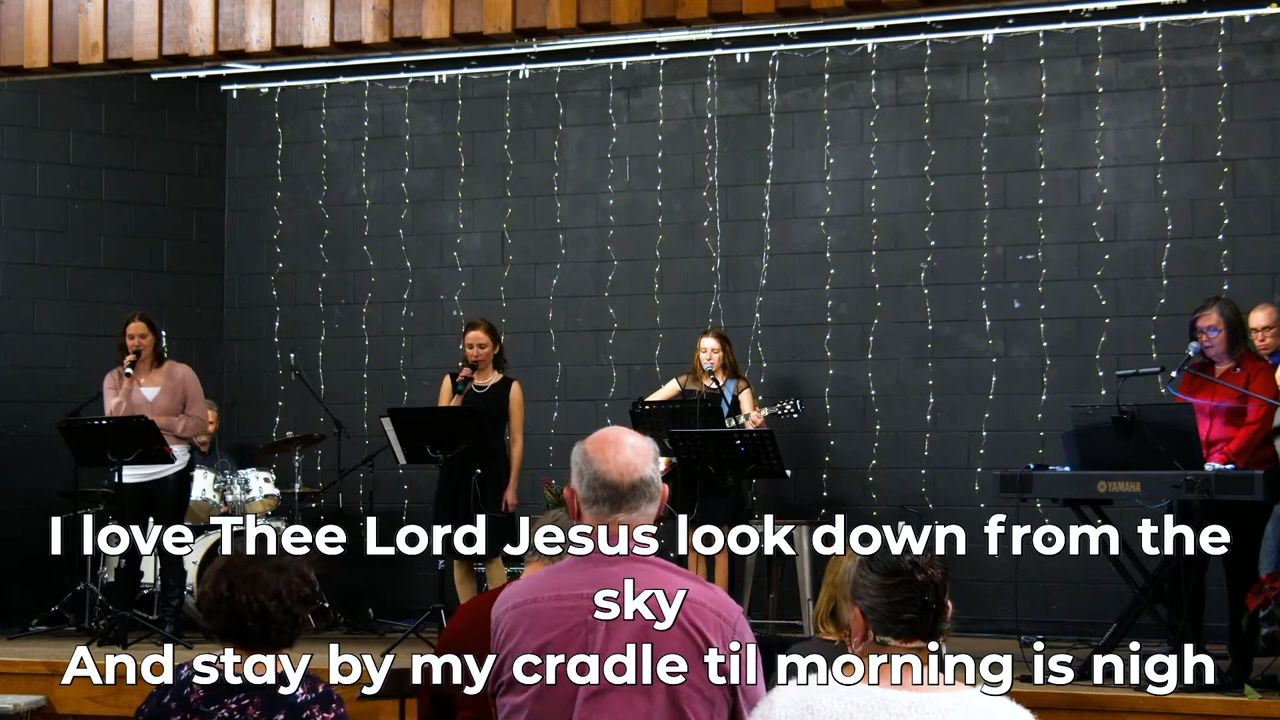 YAMAHA
I love Thee Lord Jesus look down from the
sky
And stay by my cradle til morning is nigh